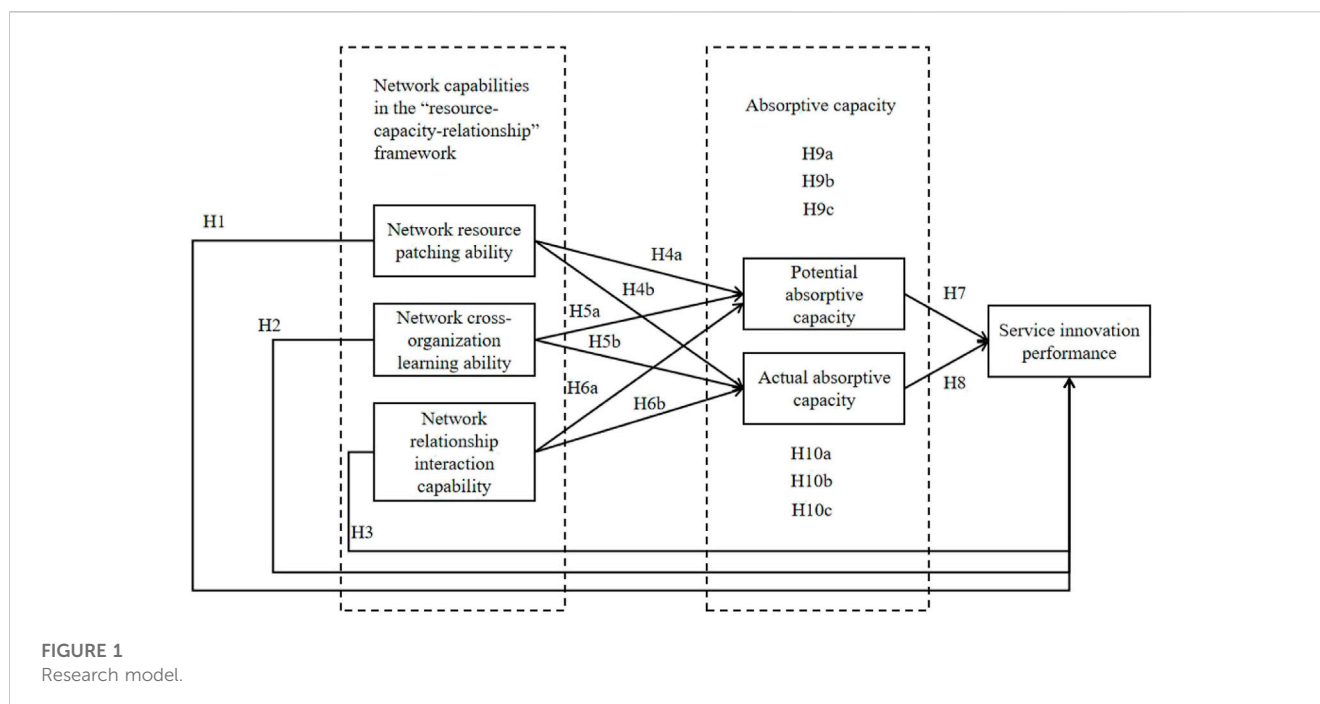 Network capabilities
in the “resource-
capacity-relationship”
framework
Absorptive capacity
H9a
H9b
H9c
H1
Network resource
patching ability
H4a
H4b
Potential
absorptive
capacity
H7
H2
Network cross-
organization
learning ability
H5a
H5b
Service innovation
performance
H6a
H6b
Actual absorptive
capacity
H8
Network
relationship
interaction
capability
H10a
H10b
H10c
H3
FIGURE 1
Research model.